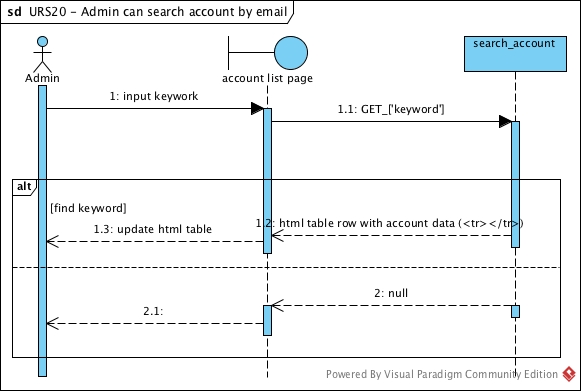 sd URS20 - Admin can search account by email
search_account
Admin
account list page
1: input keywork
1.1: GET_['keyword']
alt
[find keyword]
1.2: html table row with account data (<tr></tr>)
1.3: update html table
2: null
2.1:
Powered By Visual Paradigm Community Edition